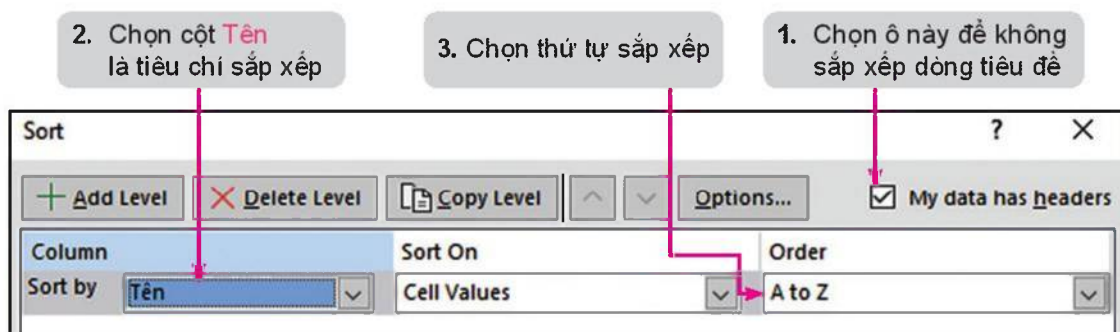 2. Chọn cột Tên
là tiêu chí sắp xếp
3. Chọn thứ tự sắp xếp
1. Chọn ô này để không
sắp xếp dòng tiêu đề
Sort ? ×
Add Level Delete Level Copy Level Options... My data has headers
Column Sort On Order
Sort by Tên Cell Values A to Z